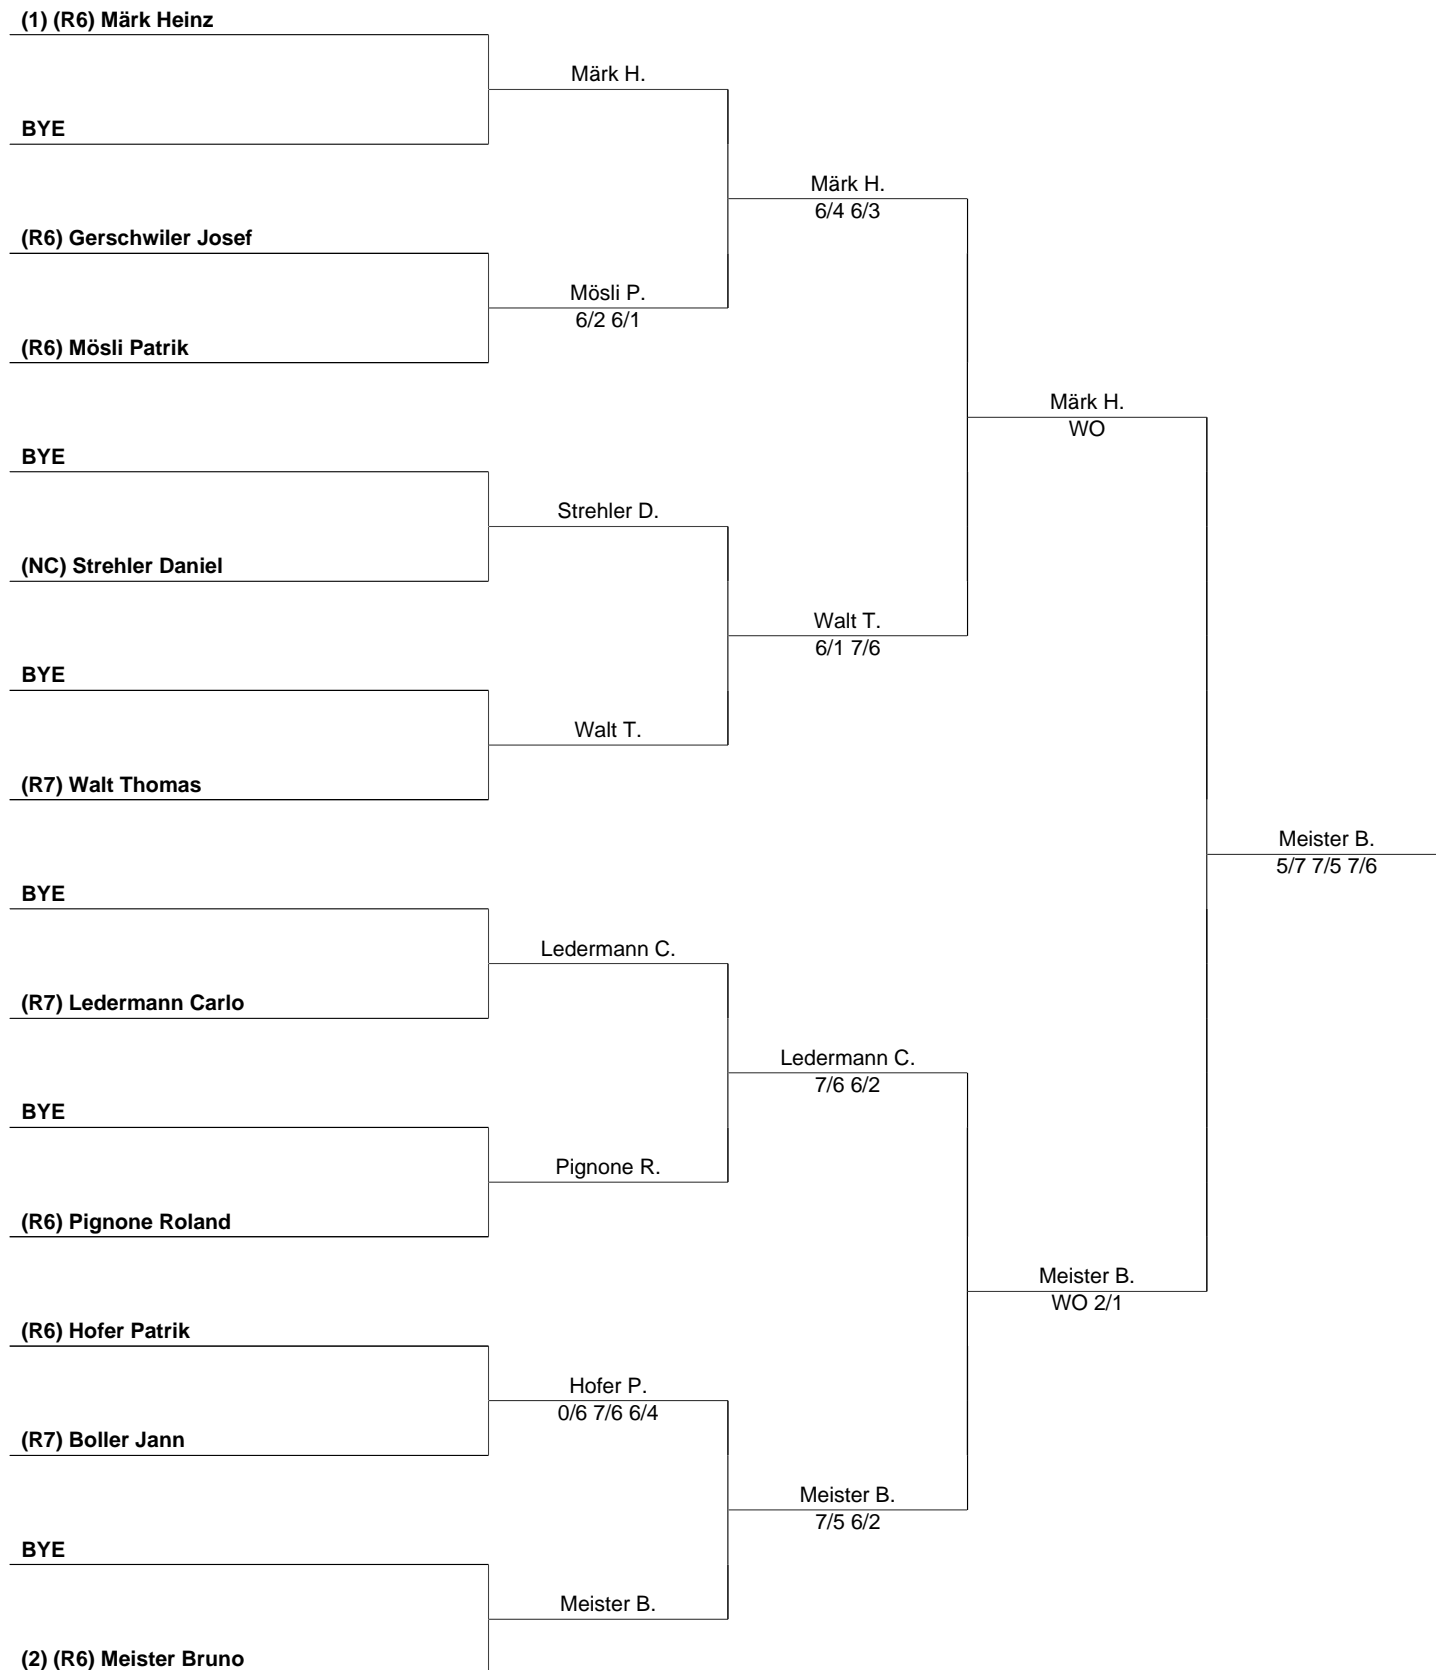 (1) (R6) Märk Heinz
Märk H.
BYE
Märk H.
6/4 6/3
(R6) Gerschwiler Josef
Mösli P.
6/2 6/1
(R6) Mösli Patrik
Märk H.
WO
BYE
Strehler D.
(NC) Strehler Daniel
Walt T.
6/1 7/6
BYE
Walt T.
(R7) Walt Thomas
Meister B.
5/7 7/5 7/6
BYE
Ledermann C.
(R7) Ledermann Carlo
Ledermann C.
7/6 6/2
BYE
Pignone R.
(R6) Pignone Roland
Meister B.
WO 2/1
(R6) Hofer Patrik
Hofer P.
0/6 7/6 6/4
(R7) Boller Jann
Meister B.
7/5 6/2
BYE
Meister B.
(2) (R6) Meister Bruno